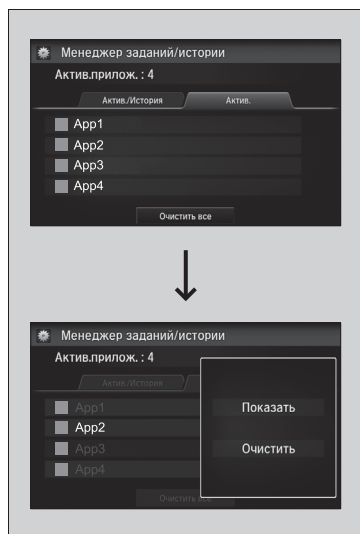 Менеджер заданий/истории
Актив.прилож. : 4
Актив./История Актив.
App1
App2
App3
App4
Очистить все
Менеджер заданий/истории
Актив.прилож. : 4
Актив./История
App1
Показать
App2
App3
Очистить
App4
Очистить все